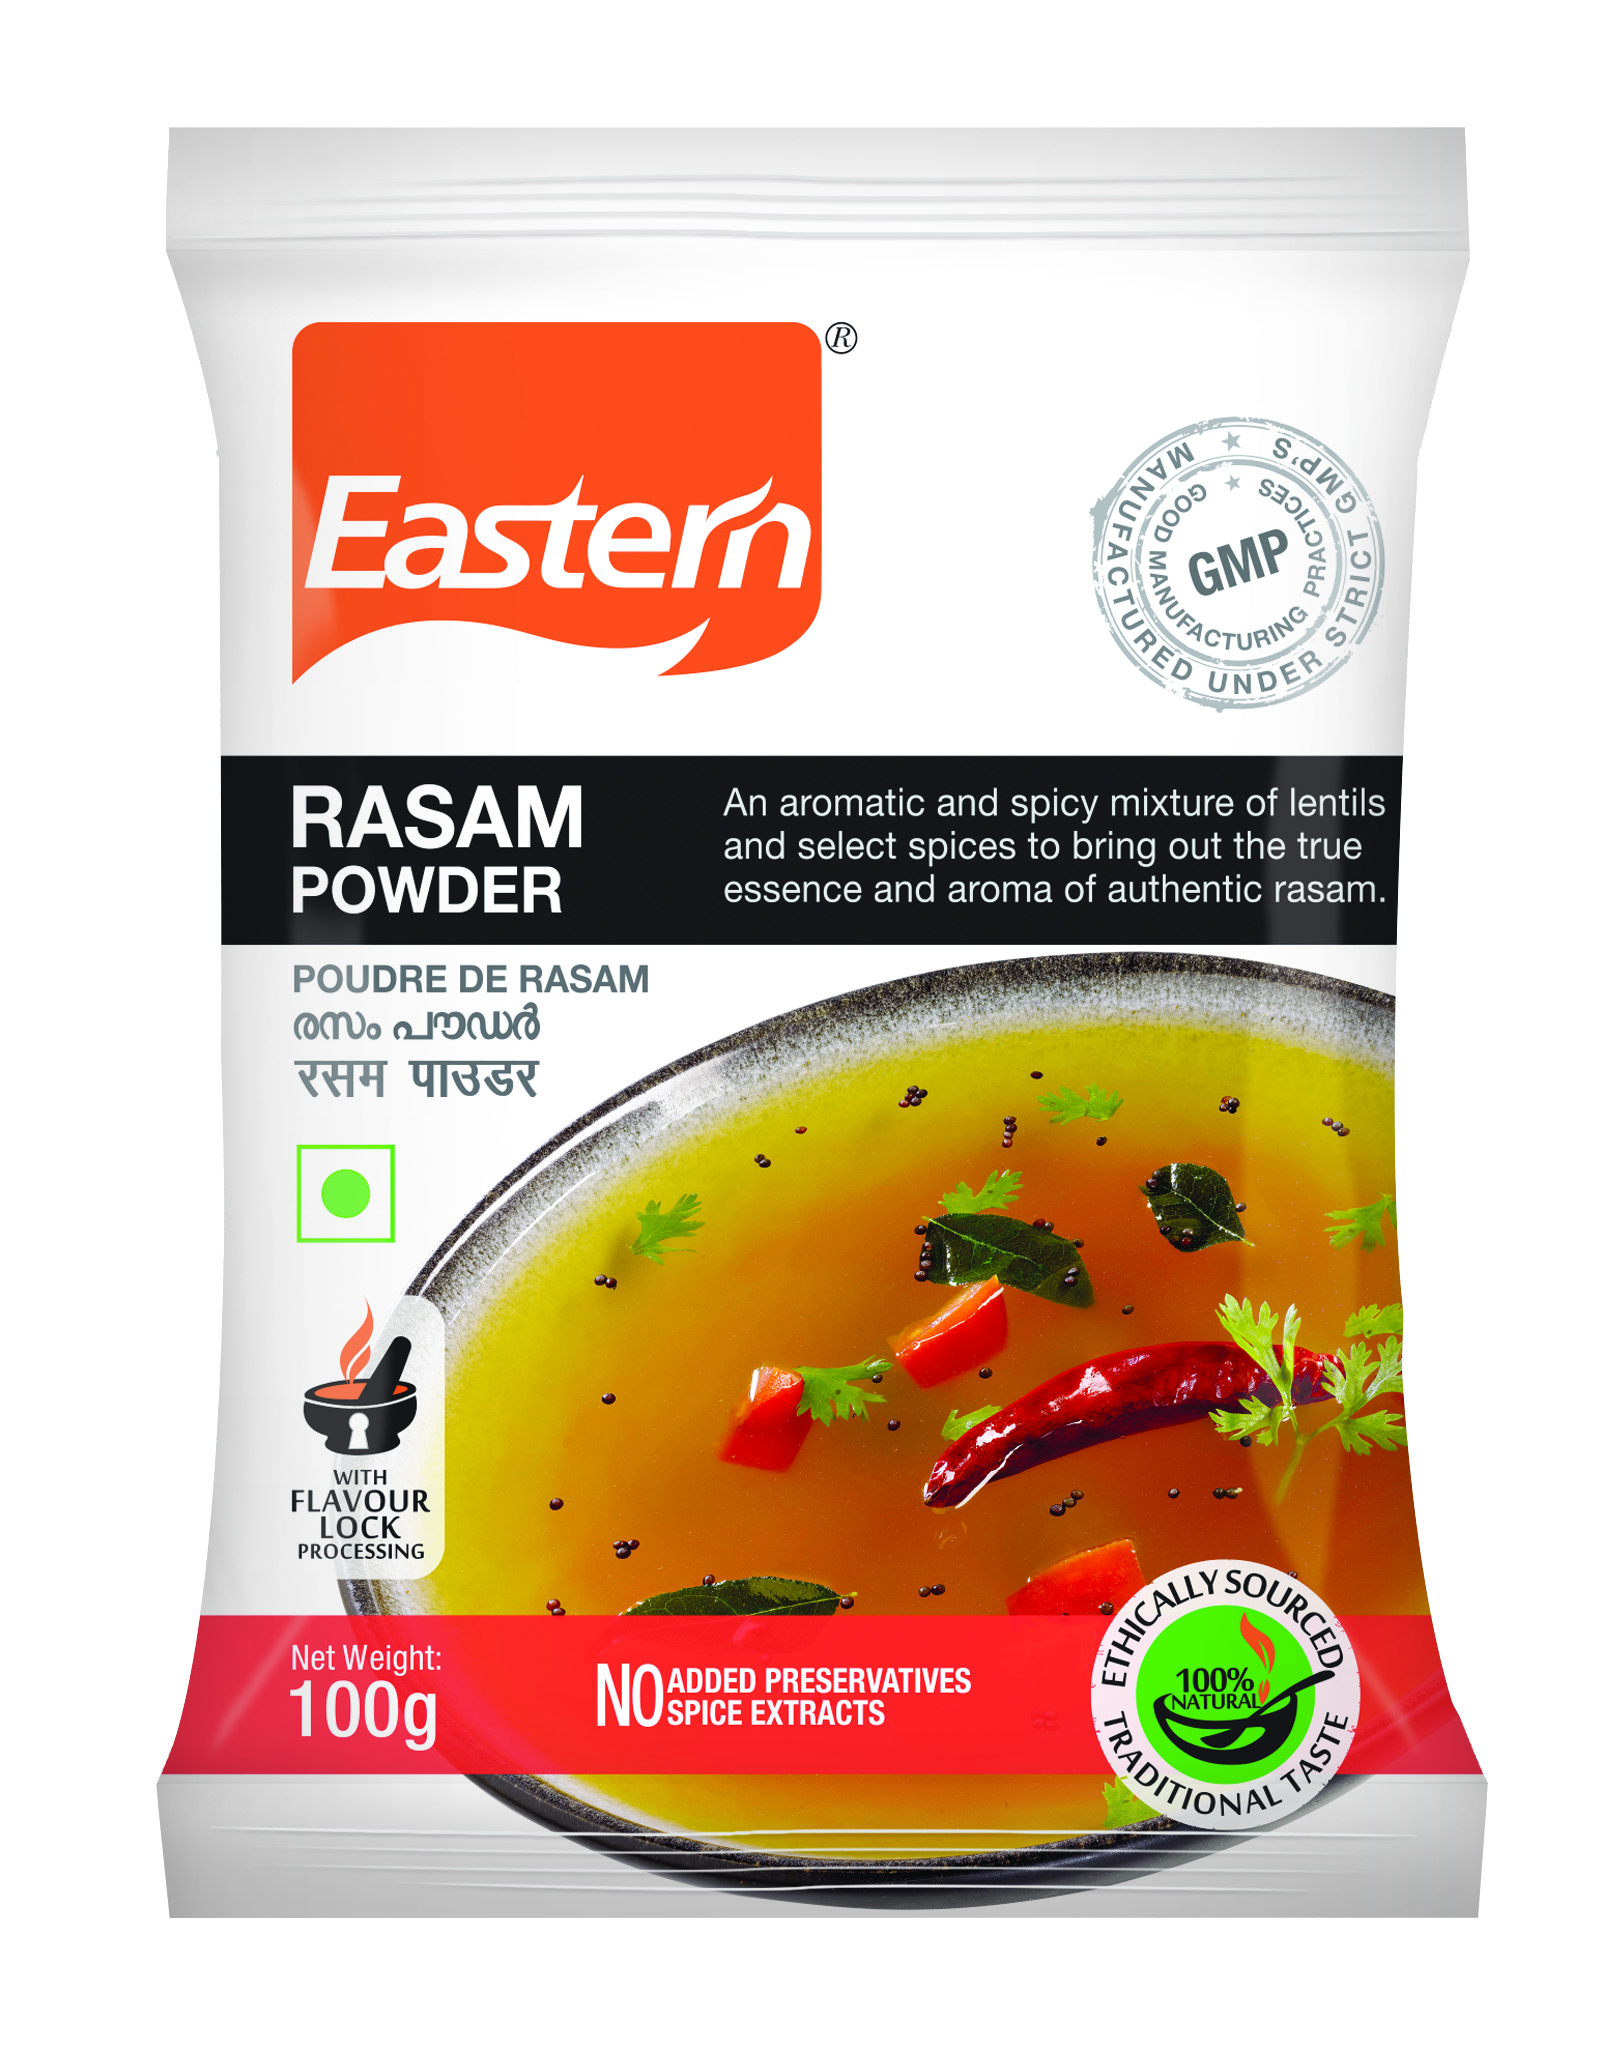 Eastern®
MANUFACTURED UNDER STRICT GMP'S
GOOD MANUFACTURING PRACTICES
GMP
RASAM
POWDER
An aromatic and spicy mixture of lentils
and select spices to bring out the true
essence and aroma of authentic rasam.
POUDRE DE RASAM
രസം പൗഡർ
रसम पाउडर
WITH
FLAVOUR
LOCK
PROCESSING
Net Weight:
100g
NO ADDED PRESERVATIVES
SPICE EXTRACTS
ETHICALLY SOURCED
100%
NATURAL
TRADITIONAL TASTE